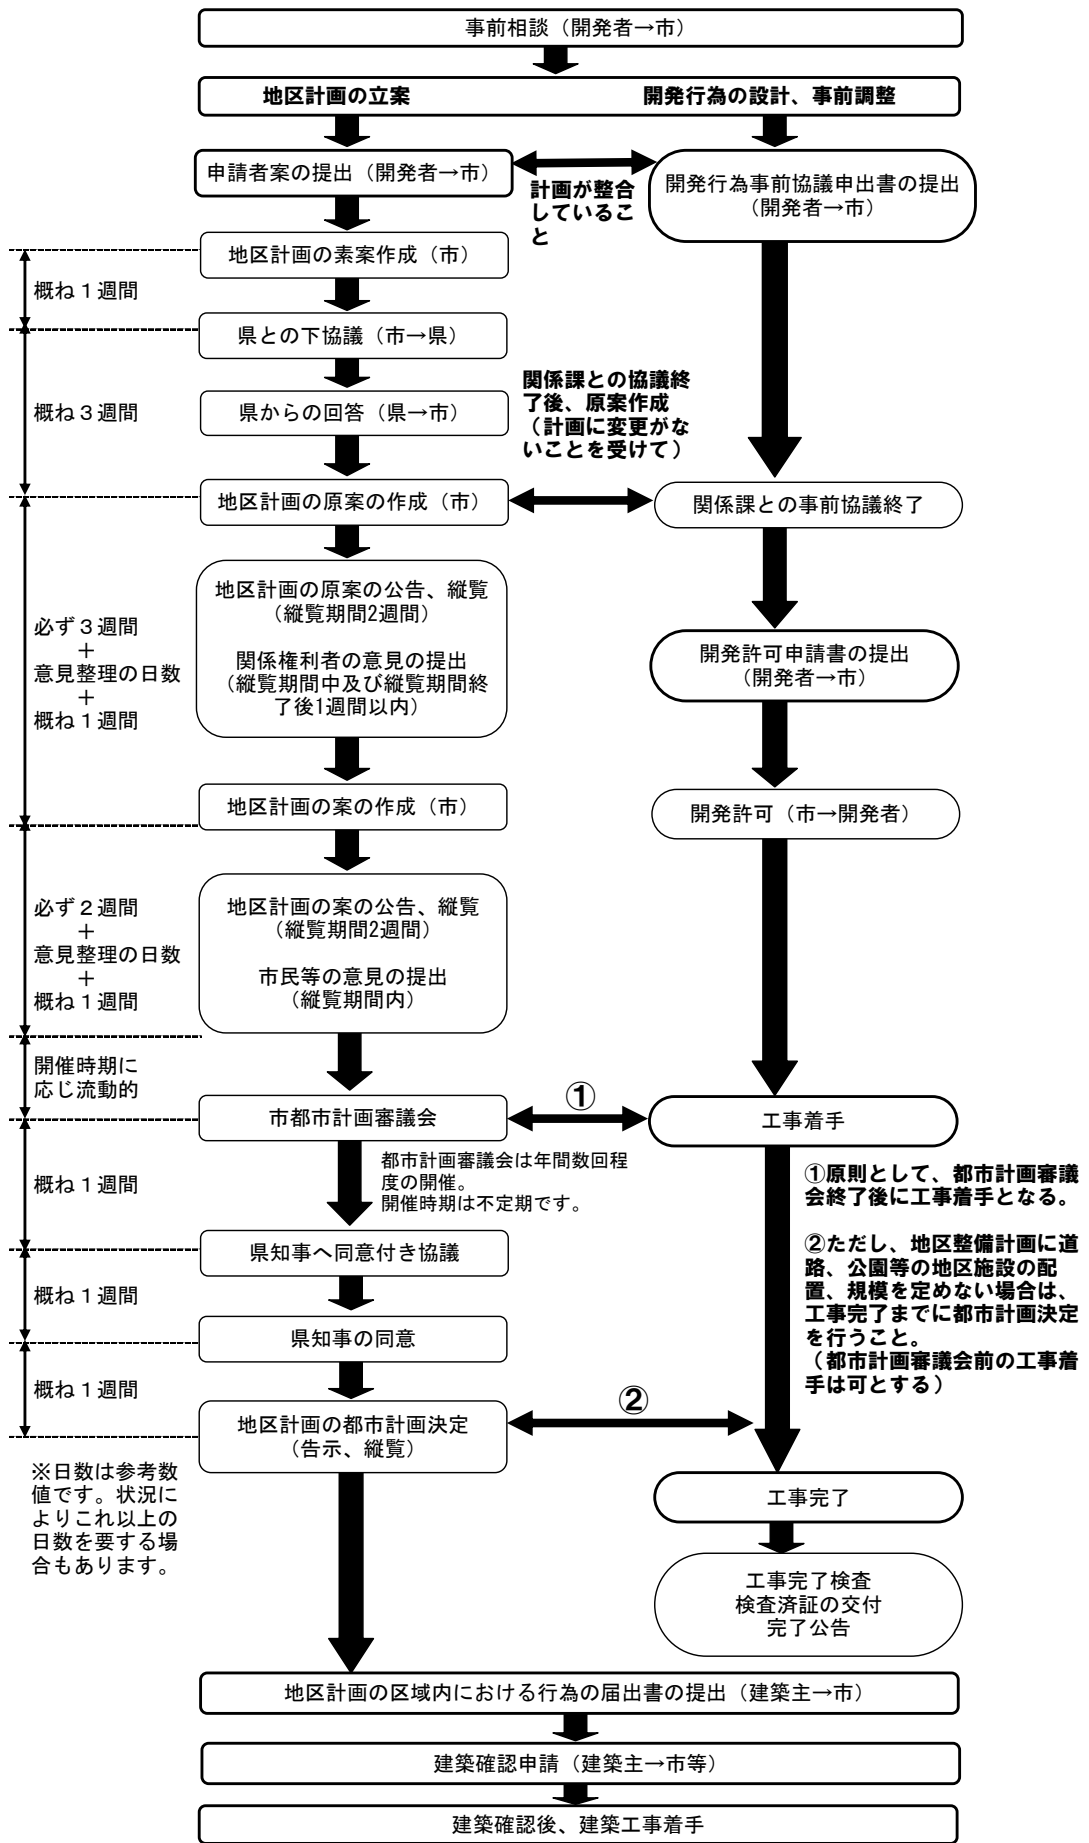 事前相談（開発者→市）
地区計画の立案
開発行為の設計、事前調整
申請者案の提出（開発者→市）
計画が整合
しているこ
と
開発行為事前協議申出書の提出
（開発者→市）
地区計画の素案作成（市）
概ね１週間
県との下協議（市→県）
概ね３週間
県からの回答（県→市）
関係課との協議終
了後、原案作成
（計画に変更がな
いことを受けて）
地区計画の原案の作成（市）
関係課との事前協議終了
地区計画の原案の公告、縦覧
（縦覧期間2週間）
関係権利者の意見の提出
（縦覧期間中及び縦覧期間終
了後1週間以内）
必ず３週間
＋
意見整理の日数
＋
概ね１週間
開発許可申請書の提出
（開発者→市）
地区計画の案の作成（市）
開発許可（市→開発者）
必ず２週間
＋
意見整理の日数
＋
概ね１週間
地区計画の案の公告、縦覧
（縦覧期間2週間）
市民等の意見の提出
（縦覧期間内）
開催時期に
応じ流動的
市都市計画審議会
①
工事着手
都市計画審議会は年間数回程
度の開催。
開催時期は不定期です。
概ね１週間
①原則として、都市計画審議
会終了後に工事着手となる。
②ただし、地区整備計画に道
路、公園等の地区施設の配
置、規模を定めない場合は、
工事完了までに都市計画決定
を行うこと。
（都市計画審議会前の工事着
手は可とする）
県知事へ同意付き協議
概ね１週間
県知事の同意
概ね１週間
②
地区計画の都市計画決定
（告示、縦覧）
※日数は参考数
値です。状況に
よりこれ以上の
日数を要する場
合もあります。
工事完了
工事完了検査
検査済証の交付
完了公告
地区計画の区域内における行為の届出書の提出（建築主→市）
建築確認申請（建築主→市等）
建築確認後、建築工事着手